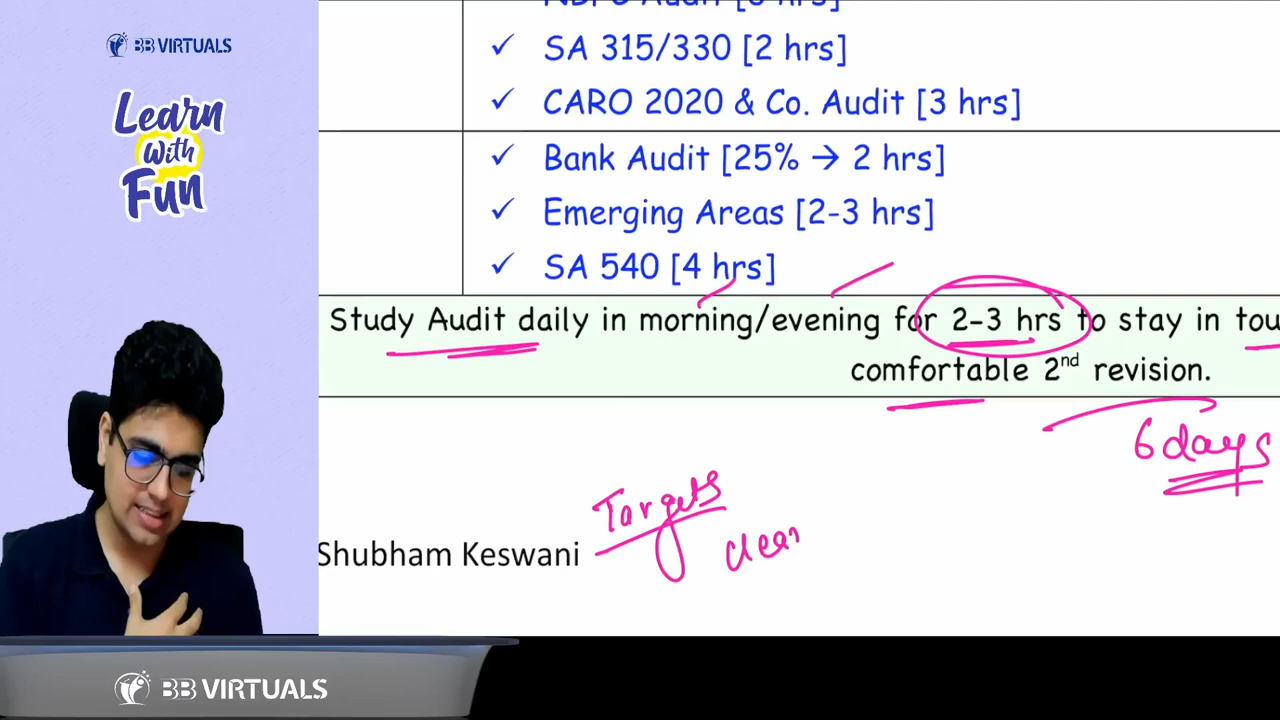 BB VIRTUALS
Learn
With
Fun
SA 315/330 [2 hrs]
CARO 2020 & Co. Audit [3 hrs]
Bank Audit [25% → 2 hrs]
Emerging Areas [2-3 hrs]
SA 540 [4 hrs]
Study Audit daily in morning/evening for 2-3 hrs to stay in
comfortable 2nd revision.
6 days
Targets
clear
Shubham Keswani
BB VIRTUALS